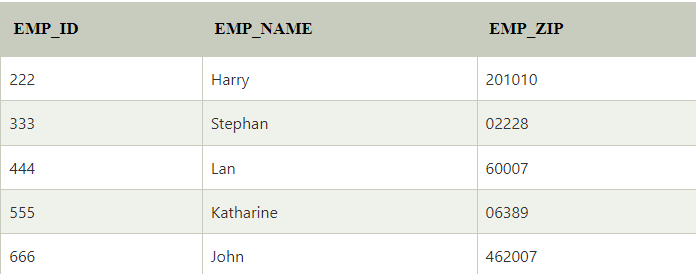 EMP_ID EMP_NAME EMP_ZIP
222 Harry 201010
333 Stephan 02228
444 Lan 60007
555 Katharine 06389
666 John 462007